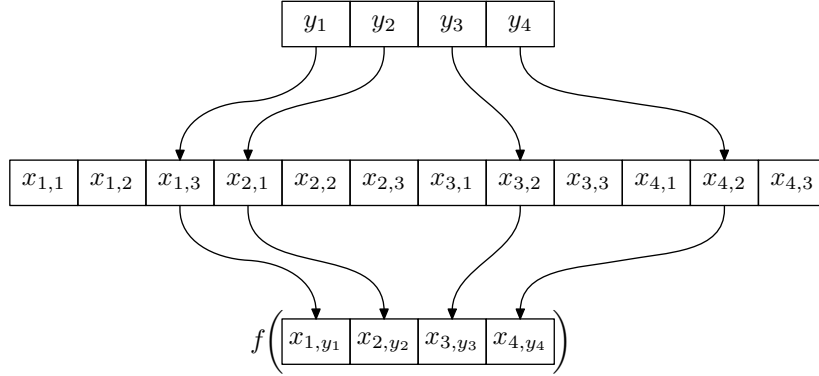 y₁ y₂ y₃ y₄
x₁,₁ x₁,₂ x₁,₃ x₂,₁ x₂,₂ x₂,₃ x₃,₁ x₃,₂ x₃,₃ x₄,₁ x₄,₂ x₄,₃
f( x₁,y₁ x₂,y₂ x₃,y₃ x₄,y₄ )